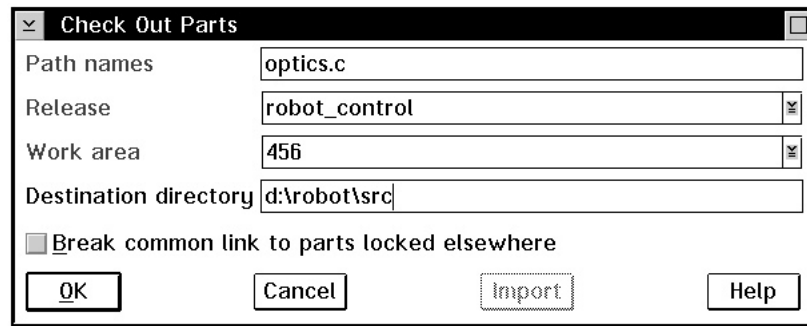 Check Out Parts
Path names optics.c
Release robot_control
Work area 456
Destination directory d:\robot\src
Break common link to parts locked elsewhere
OK Cancel Import Help